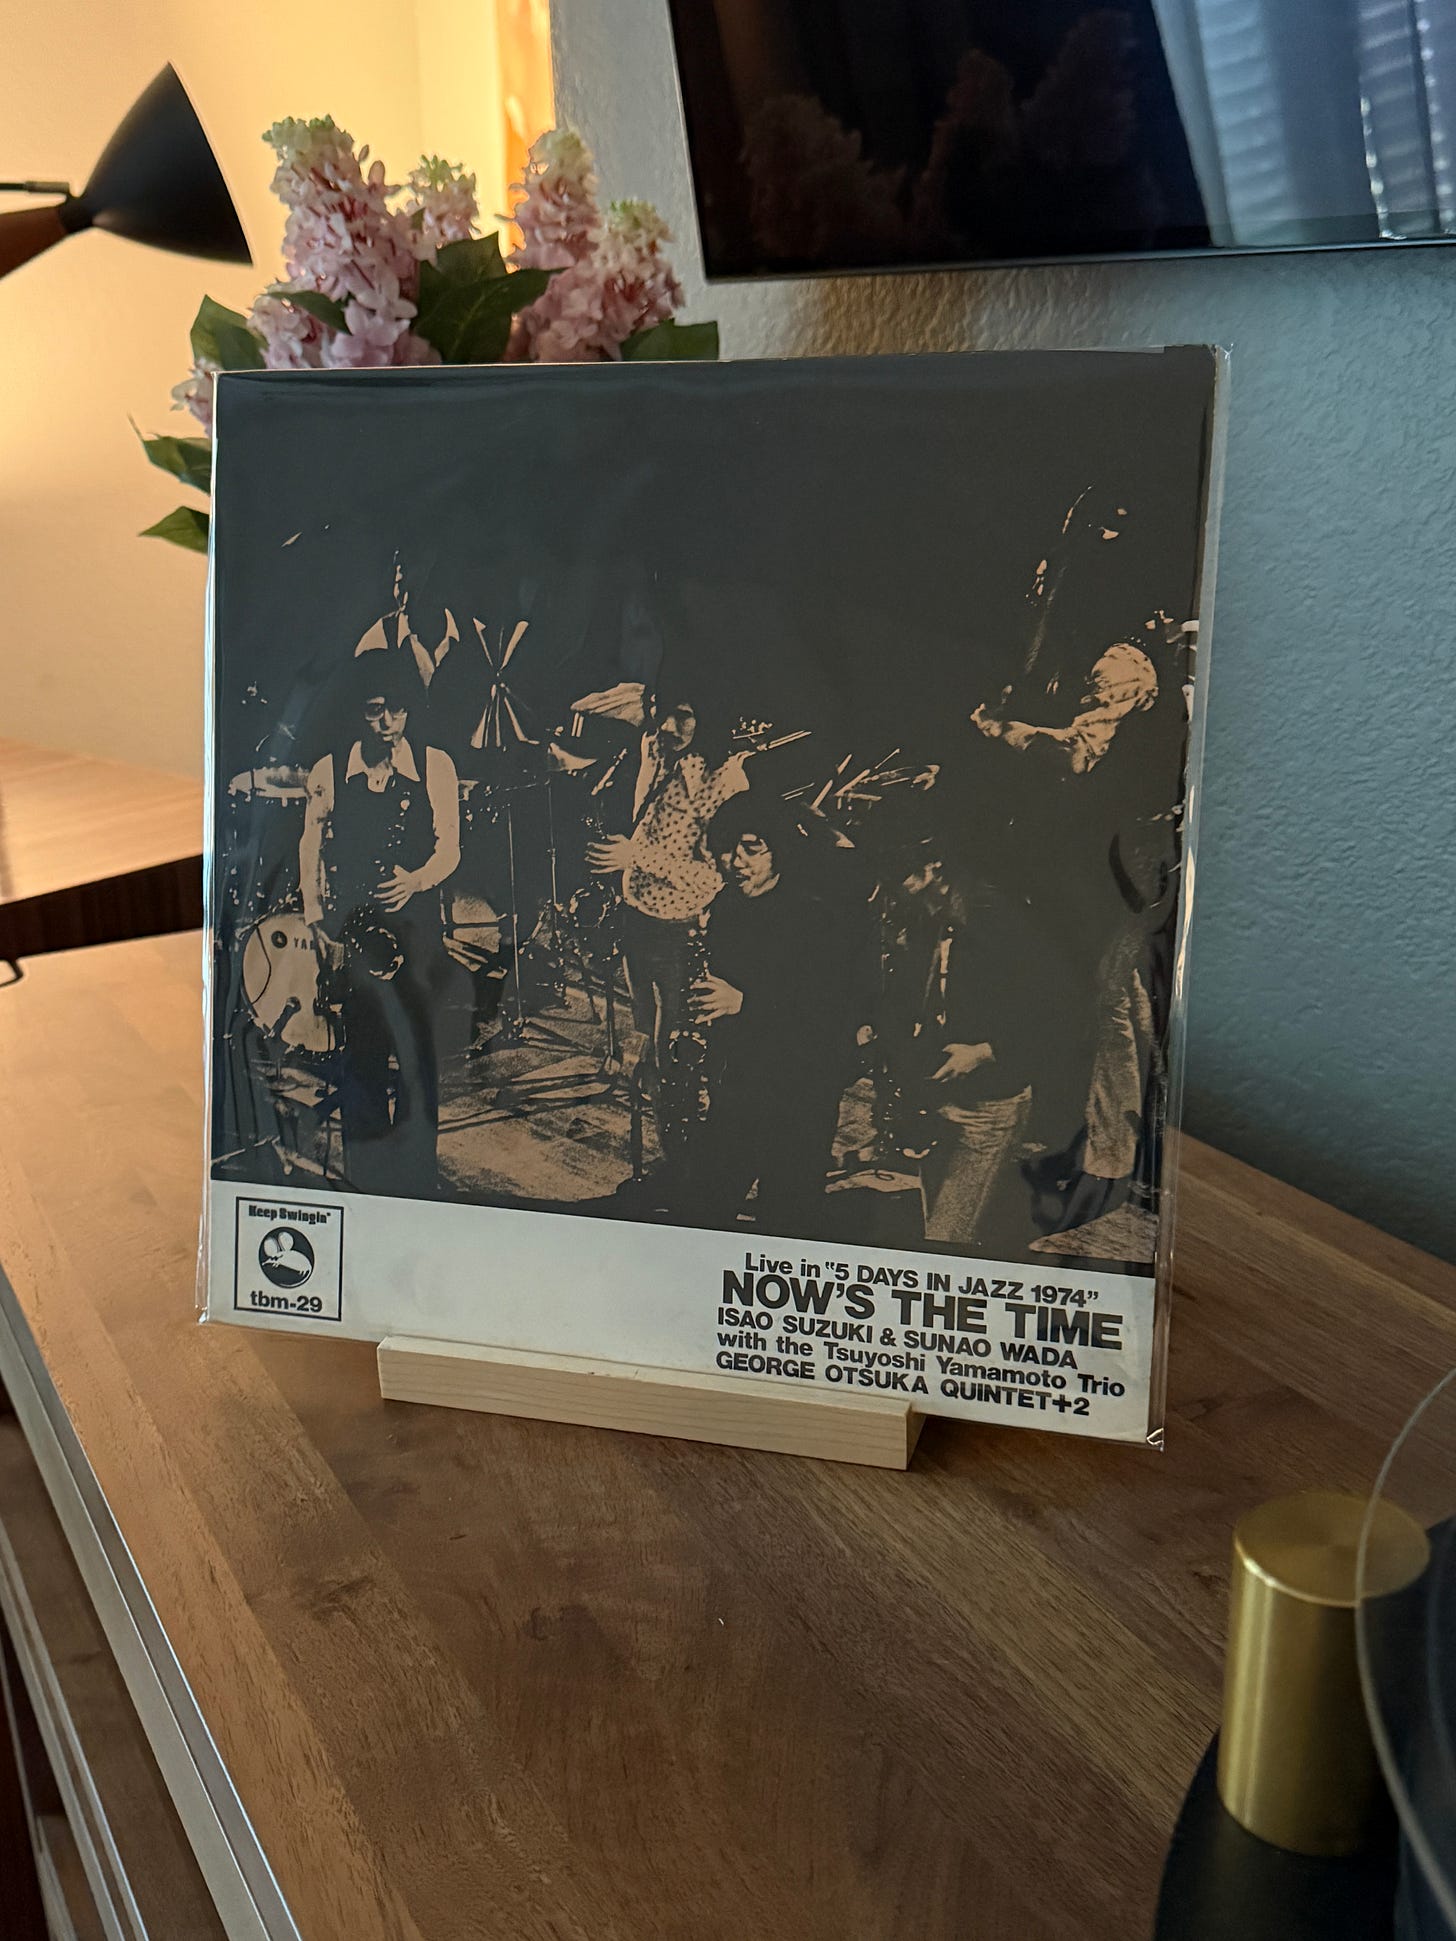 Keep Swingin'
tbm-29
Live in "5 DAYS IN JAZZ 1974"
NOW'S THE TIME
ISAO SUZUKI & SUNAO WADA
with the Tsuyoshi Yamamoto Trio
GEORGE OTSUKA QUINTET+2